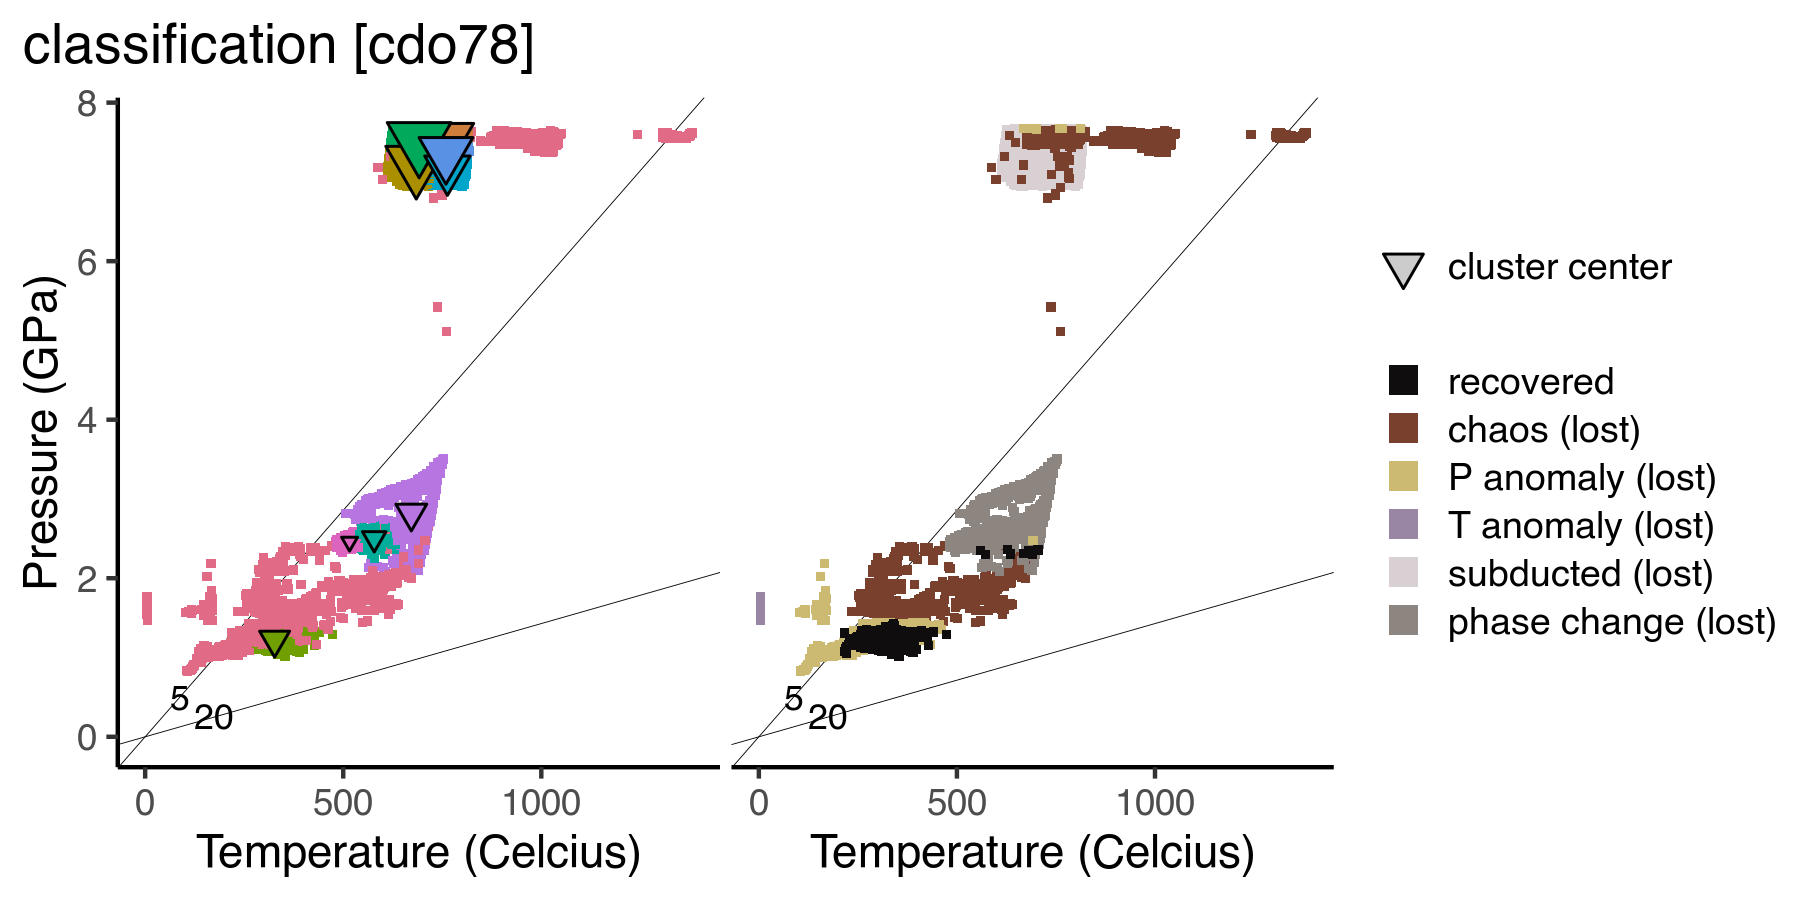 classification [cdo78]
8
6
4
2
0
Pressure (GPa)
5
20
5
20
0
500
1000
0
500
1000
Temperature (Celcius)
Temperature (Celcius)
cluster center
recovered
chaos (lost)
P anomaly (lost)
T anomaly (lost)
subducted (lost)
phase change (lost)